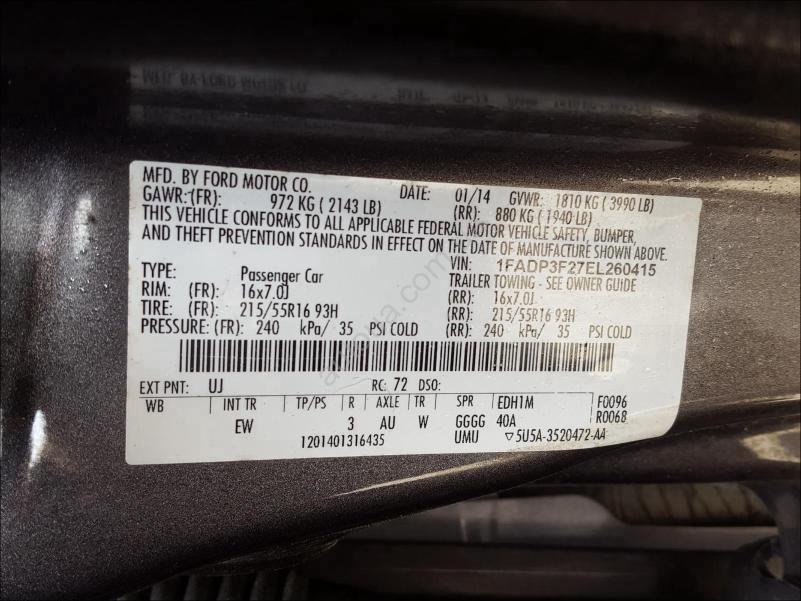 MFD. BY FORD MOTOR CO. DATE: 01/14 GVWR: 1810 KG ( 3990 LB)
GAWR:(FR): 972 KG ( 2143 LB) (RR): 880 KG ( 1940 LB)
THIS VEHICLE CONFORMS TO ALL APPLICABLE FEDERAL MOTOR VEHICLE SAFETY, BUMPER,
AND THEFT PREVENTION STANDARDS IN EFFECT ON THE DATE OF MANUFACTURE SHOWN ABOVE.
VIN: 1FADP3F27EL260415
TYPE: Passenger Car TRAILER TOWING - SEE OWNER GUIDE
RIM: (FR): 16x7.0J (RR): 16x7.0J
TIRE: (FR): 215/55R16 93H (RR): 215/55R16 93H
PRESSURE: (FR): 240 kPa/ 35 PSI COLD (RR): 240 kPa/ 35 PSI COLD
EXT PNT: UJ RC: 72 DSO:
WB INT TR TP/PS R AXLE TR SPR EDH1M F0096
EW 3 AU W GGGG 40A R0068
1201401316435 UMU ▽5U5A-3520472-AA